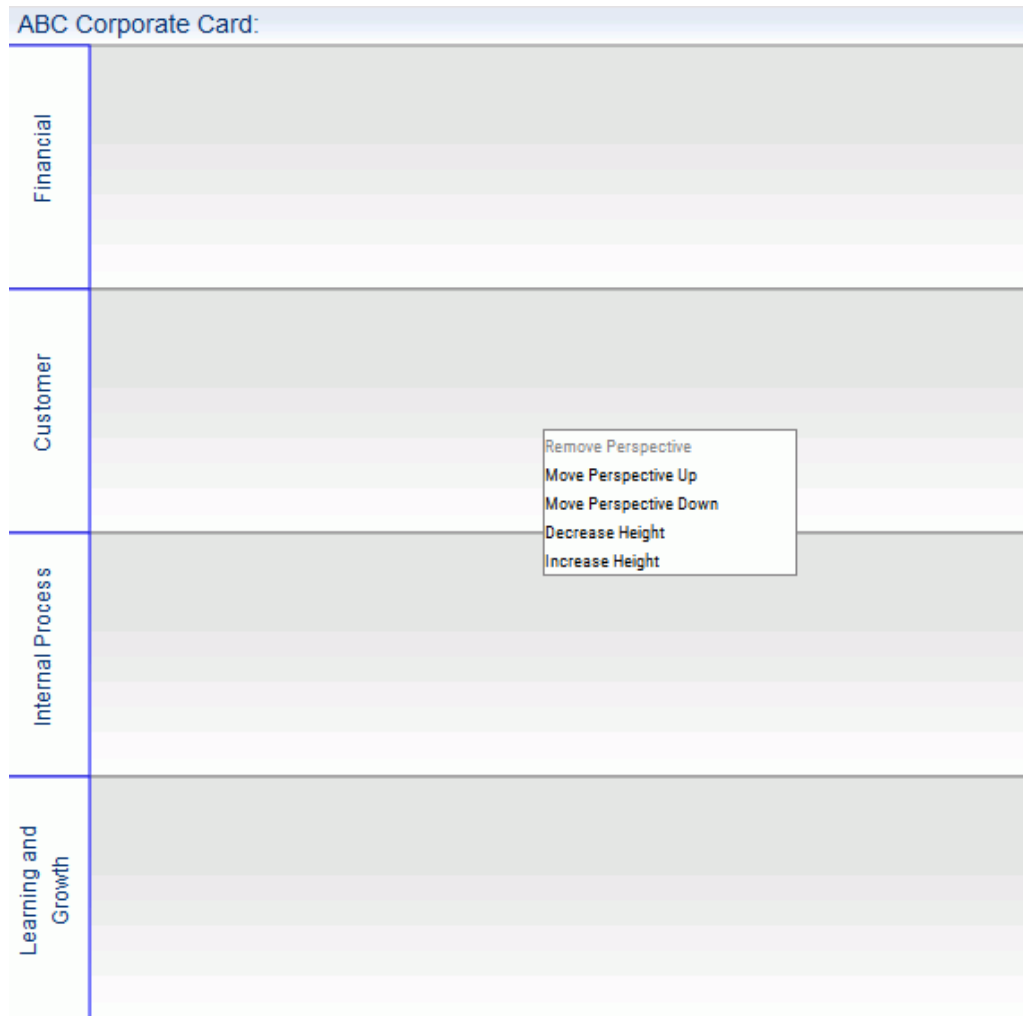 ABC Corporate Card:
Financial
Customer
Remove Perspective
Move Perspective Up
Move Perspective Down
Decrease Height
Increase Height
Internal Process
Learning and
Growth